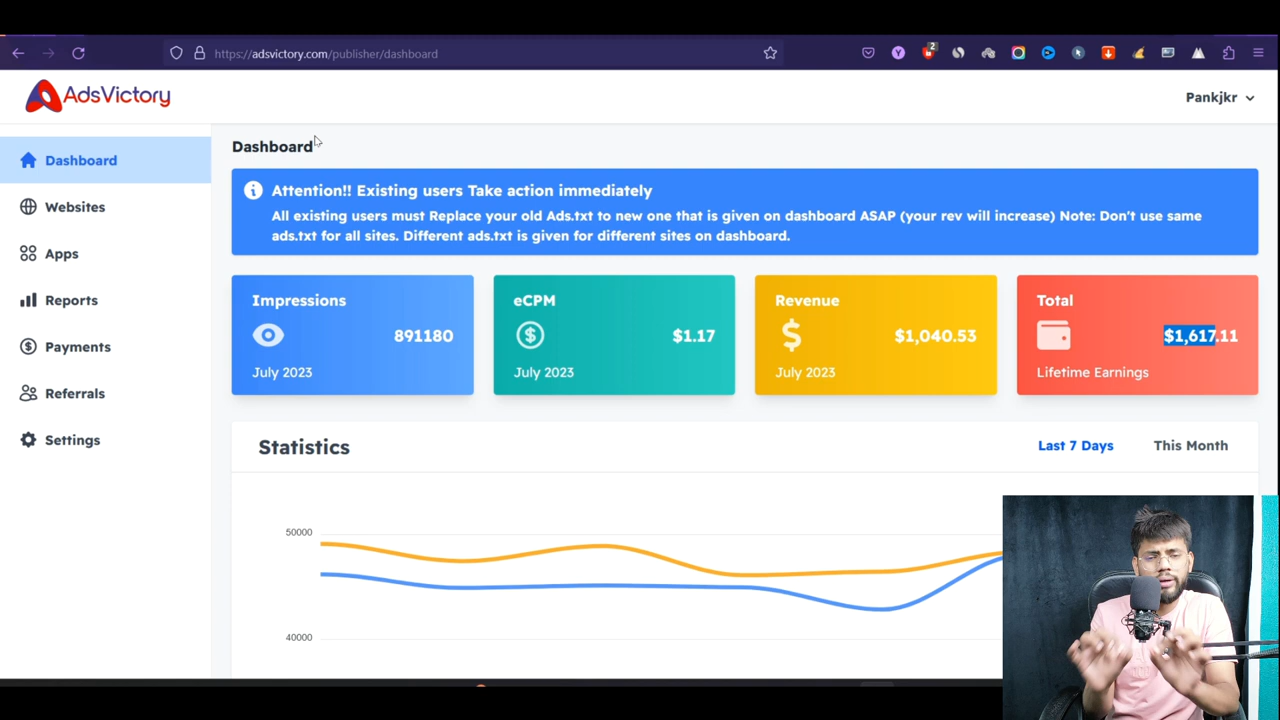 https://adsvictory.com/publisher/dashboard
Y
2
AdsVictory
Pankjkr
Dashboard
Websites
Apps
Reports
Payments
Referrals
Settings
Dashboard
Attention!! Existing users Take action immediately
All existing users must Replace your old Ads.txt to new one that is given on dashboard ASAP (your rev will increase) Note: Don't use same
ads.txt for all sites. Different ads.txt is given for different sites on dashboard.
Impressions
891180
July 2023
eCPM
$1.17
July 2023
Revenue
$1,040.53
July 2023
Total
$1,617.11
Lifetime Earnings
Statistics
Last 7 Days
This Month
50000
40000